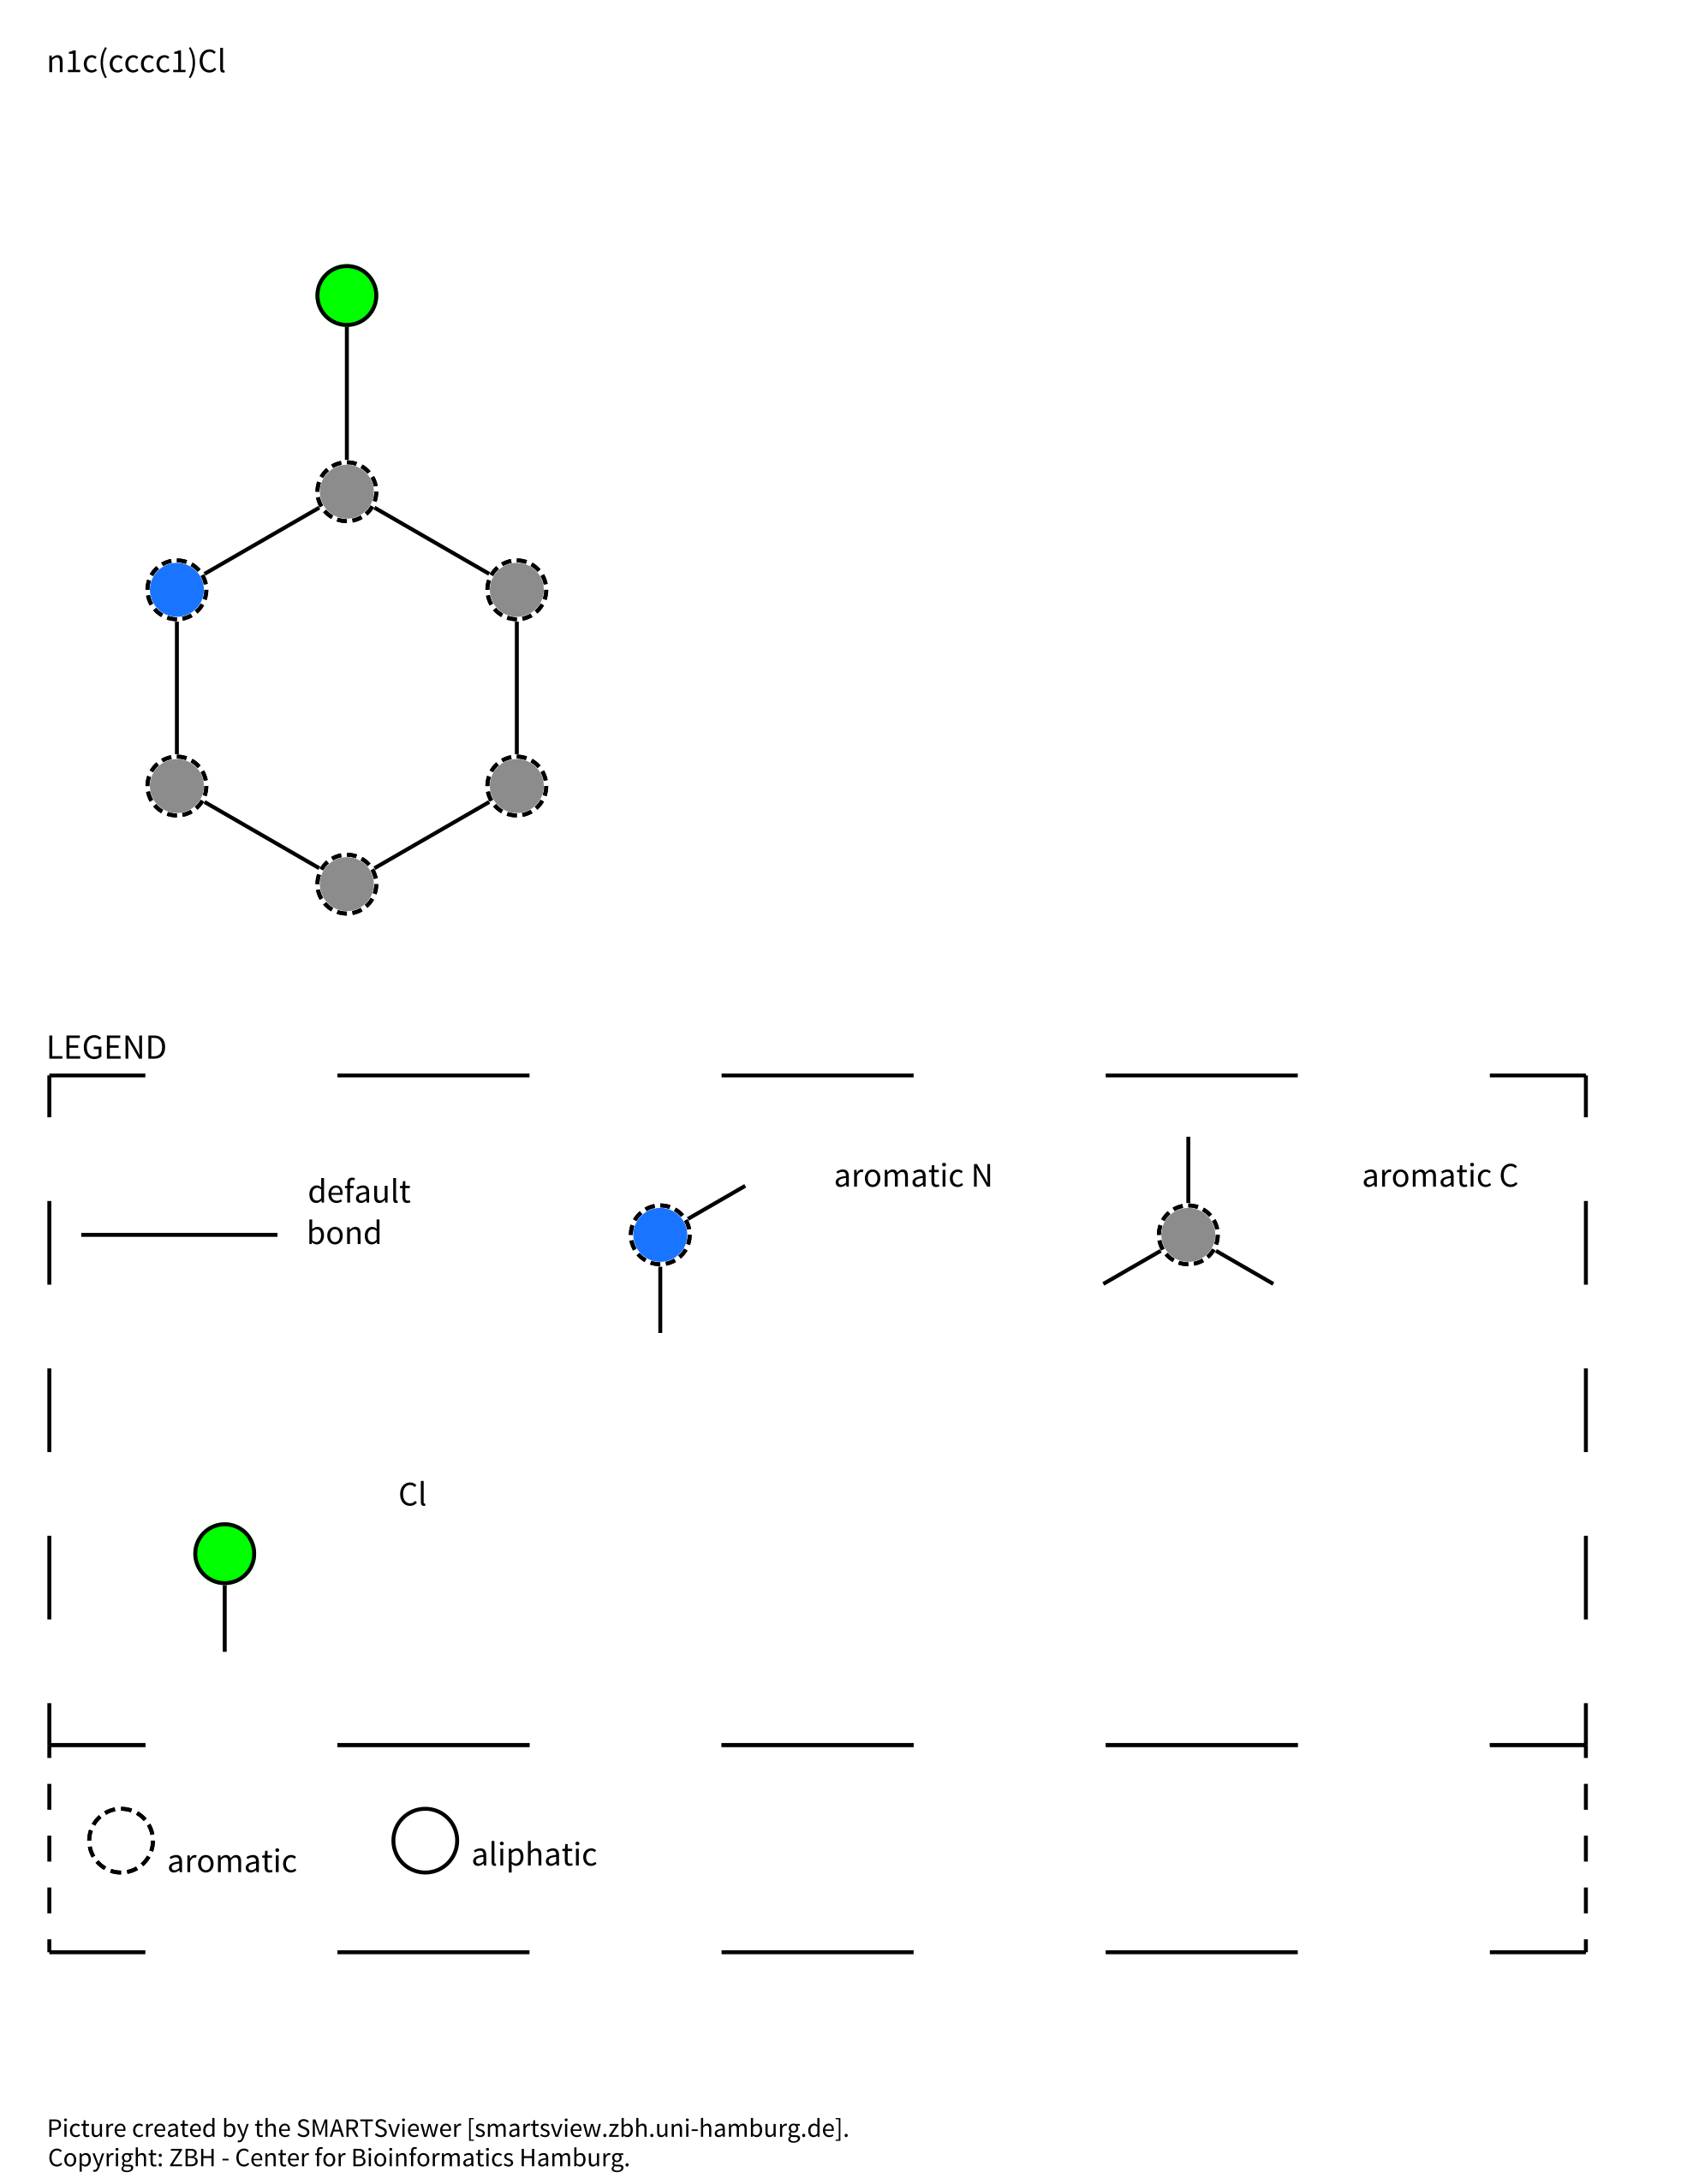 n1c(cccc1)Cl
LEGEND
default
bond
aromatic N
aromatic C
Cl
aromatic
aliphatic
Picture created by the SMARTSviewer [smartsview.zbh.uni-hamburg.de].
Copyright: ZBH - Center for Bioinformatics Hamburg.